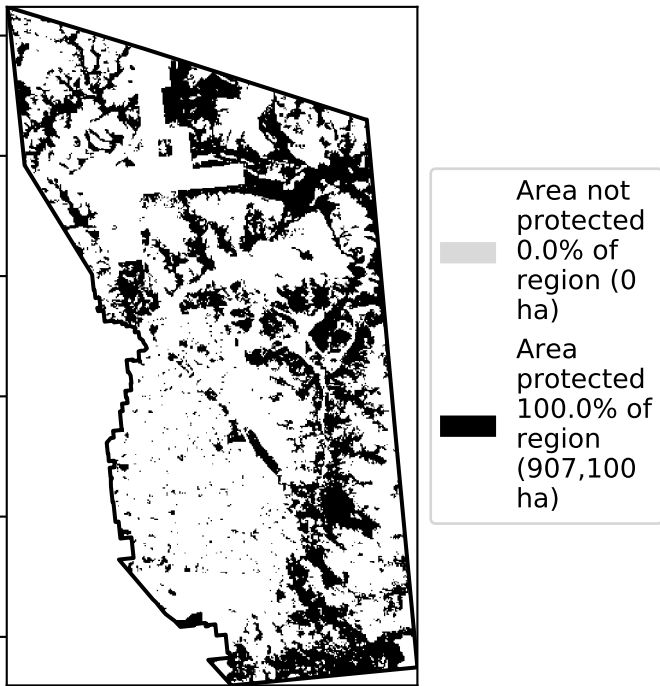 Area not
protected
0.0% of
region (0
ha)
Area
protected
100.0% of
region
(907,100
ha)